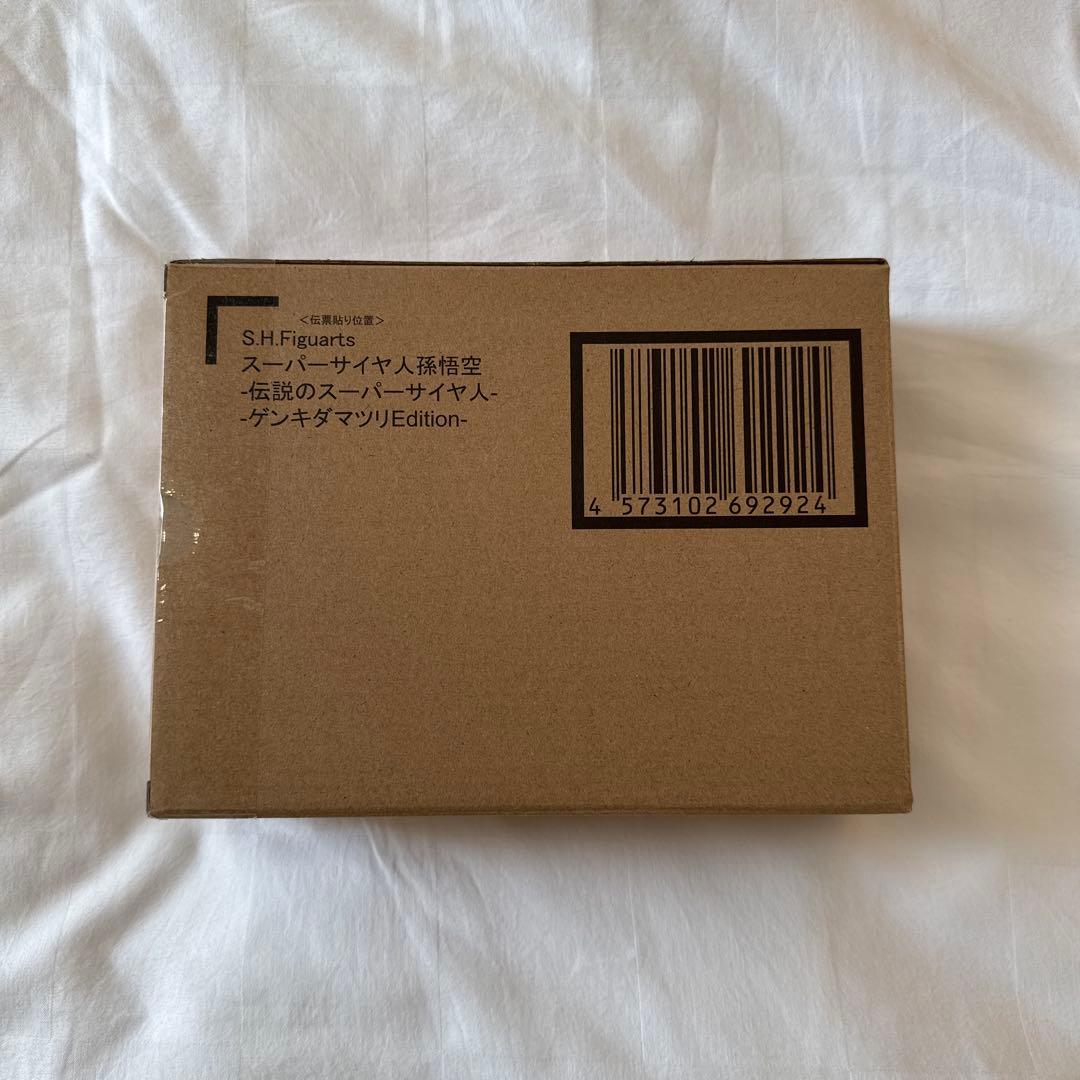 ＜伝票貼り位置＞
S.H.Figuarts
スーパーサイヤ人孫悟空
-伝説のスーパーサイヤ人-
-ゲンキダマツリEdition-
4 573102 692924